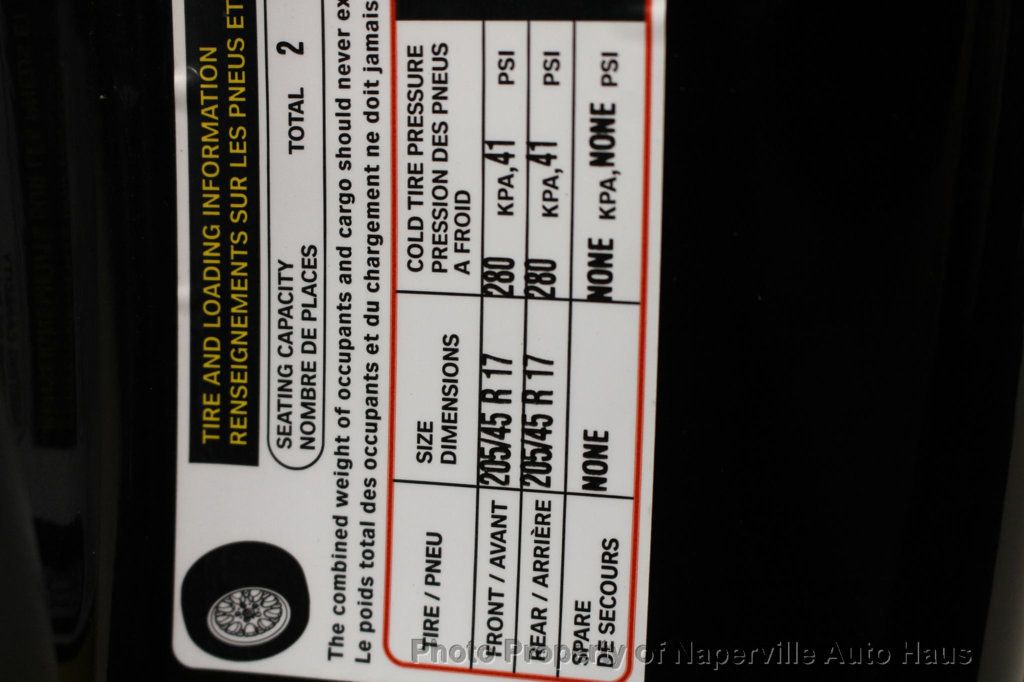 TIRE AND LOADING INFORMATION
RENSEIGNEMENTS SUR LES PNEUS ET
SEATING CAPACITY
NOMBRE DE PLACES
TOTAL 2
The combined weight of occupants and cargo should never ex
Le poids total des occupants et du chargement ne doit jamais
TIRE / PNEU
SIZE
DIMENSIONS
COLD TIRE PRESSURE
PRESSION DES PNEUS
A FROID
FRONT / AVANT 205/45 R 17 280 KPA, 41 PSI
REAR / ARRIÈRE 205/45 R 17 280 KPA, 41 PSI
SPARE
DE SECOURS
NONE NONE KPA, NONE PSI
Photo Property of Naperville Auto Haus